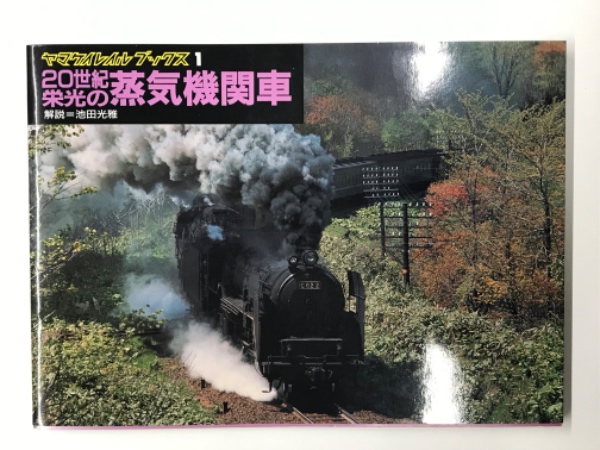 ヤマケイレイル ブックス 1
20世紀
栄光の蒸気機関車
解説=池田光雅